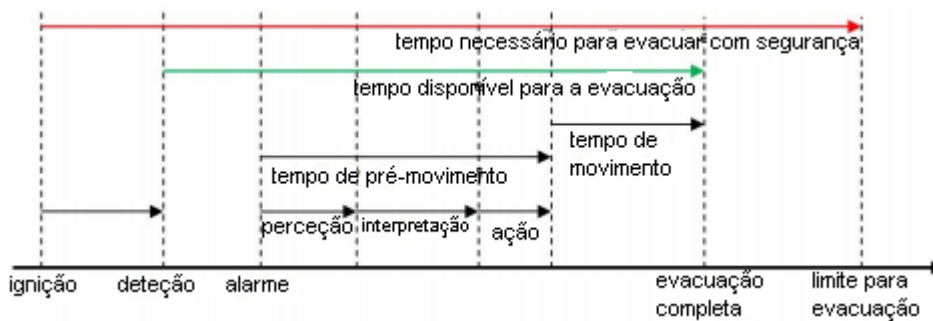 tempo necessário para evacuar com segurança
tempo disponível para a evacuação
tempo de
movimento
tempo de pré-movimento
perceção
interpretação
ação
ignição
deteção
alarme
evacuação
completa
limite para
evacuação